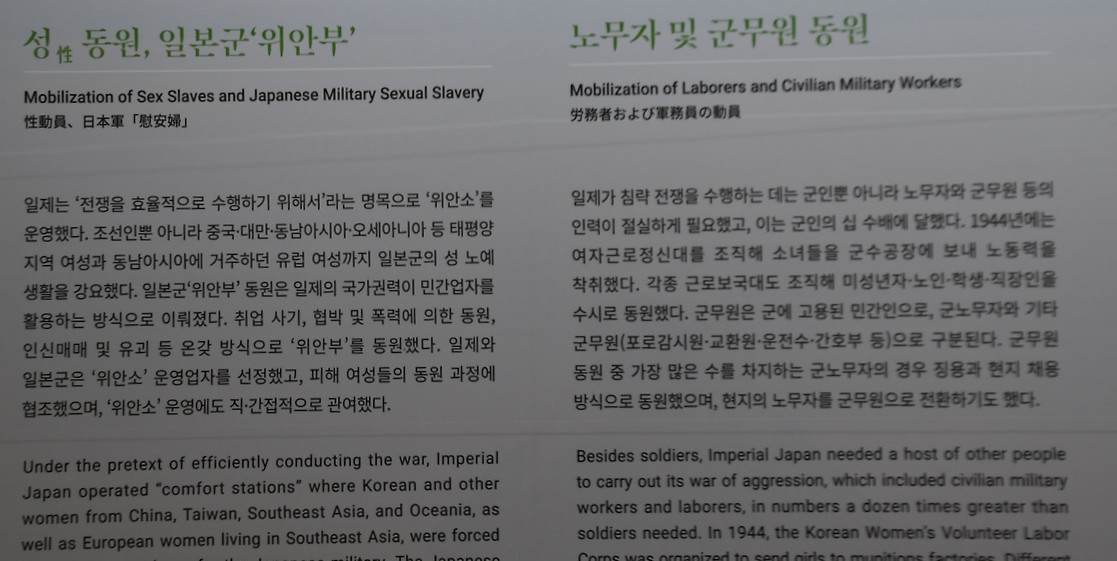 성性 동원, 일본군‘위안부’
Mobilization of Sex Slaves and Japanese Military Sexual Slavery
性動員、日本軍「慰安婦」
일제는 ‘전쟁을 효율적으로 수행하기 위해서’라는 명목으로 ‘위안소’를
운영했다. 조선인뿐 아니라 중국·대만·동남아시아·오세아니아 등 태평양
지역 여성과 동남아시아에 거주하던 유럽 여성까지 일본군의 성 노예
생활을 강요했다. 일본군‘위안부’ 동원은 일제의 국가권력이 민간업자를
활용하는 방식으로 이뤄졌다. 취업 사기, 협박 및 폭력에 의한 동원,
인신매매 및 유괴 등 온갖 방식으로 ‘위안부’를 동원했다. 일제와
일본군은 ‘위안소’ 운영업자를 선정했고, 피해 여성들의 동원 과정에
협조했으며, ‘위안소’ 운영에도 직·간접적으로 관여했다.
Under the pretext of efficiently conducting the war, Imperial
Japan operated “comfort stations” where Korean and other
women from China, Taiwan, Southeast Asia, and Oceania, as
well as European women living in Southeast Asia, were forced
노무자 및 군무원 동원
Mobilization of Laborers and Civilian Military Workers
労務者および軍務員の動員
일제가 침략 전쟁을 수행하는 데는 군인뿐 아니라 노무자와 군무원 등의
인력이 절실하게 필요했고, 이는 군인의 십 수배에 달했다. 1944년에는
여자근로정신대를 조직해 소녀들을 군수공장에 보내 노동력을
착취했다. 각종 근로보국대도 조직해 미성년자·노인·학생·직장인을
수시로 동원했다. 군무원은 군에 고용된 민간인으로, 군노무자와 기타
군무원(포로감시원·교환원·운전수·간호부 등)으로 구분된다. 군무원
동원 중 가장 많은 수를 차지하는 군노무자의 경우 징용과 현지 채용
방식으로 동원했으며, 현지의 노무자를 군무원으로 전환하기도 했다.
Besides soldiers, Imperial Japan needed a host of other people
to carry out its war of aggression, which included civilian military
workers and laborers, in numbers a dozen times greater than
soldiers needed. In 1944, the Korean Women's Volunteer Labor
Corps was organized to send girls to munitions factories. Different